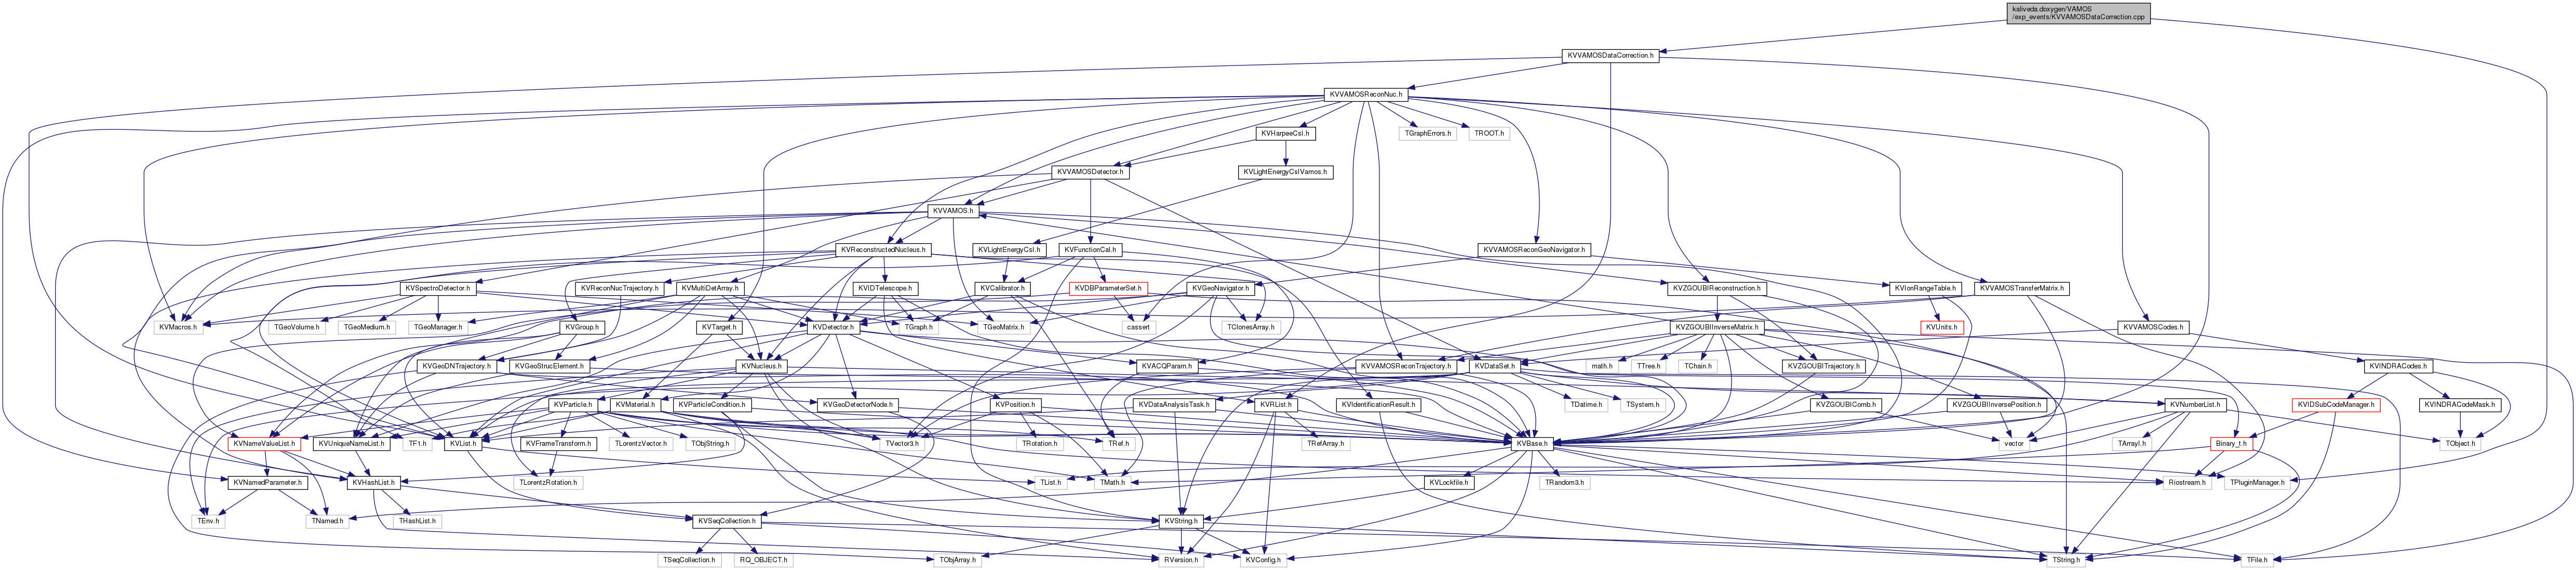 kaliveda.doxygen/VAMOS
/exp_events/KVVAMOSDataCorrection.cpp
KVVAMOSDataCorrection.h
KVVAMOSReconNuc.h
KVHarpeeCsI.h
TGraphErrors.h
TROOT.h
KVVAMOSDetector.h
KVLightEnergyCsIVamos.h
KVVAMOS.h
KVReconstructedNucleus.h
KVLightEnergyCsI.h
KVFunctionCal.h
KVVAMOSReconGeoNavigator.h
KVSpectroDetector.h
KVReconNucTrajectory.h
KVMultiDetArray.h
KVIDTelescope.h
KVCalibrator.h
KVDBParameterSet.h
KVGeoNavigator.h
KVZGOUBIReconstruction.h
KVIonRangeTable.h
KVVAMOSTransferMatrix.h
KVMacros.h
TGeoVolume.h
TGeoMedium.h
TGeoManager.h
KVGroup.h
KVTarget.h
KVDetector.h
TGraph.h
TGeoMatrix.h
cassert
TClonesArray.h
KVZGOUBIInverseMatrix.h
KVUnits.h
KVVAMOSCodes.h
KVGeoDNTrajectory.h
KVGeoStrucElement.h
KVNucleus.h
KVACQParam.h
KVVAMOSReconTrajectory.h
KVDataSet.h
math.h
TTree.h
TChain.h
KVZGOUBITrajectory.h
KVINDRACodes.h
KVParticle.h
KVMaterial.h
KVParticleCondition.h
KVGeoDetectorNode.h
KVPosition.h
KVDataAnalysisTask.h
KVRList.h
KVIdentificationResult.h
TDatime.h
TSystem.h
KVZGOUBIComb.h
KVZGOUBIInversePosition.h
KVNumberList.h
KVIDSubCodeManager.h
KVINDRACodeMask.h
KVNameValueList.h
KVUniqueNameList.h
TF1.h
KVList.h
KVFrameTransform.h
TLorentzVector.h
TObjString.h
TVector3.h
TRotation.h
TRef.h
TRefArray.h
KVBase.h
vector
TArrayI.h
Binary_t.h
TObject.h
KVNamedParameter.h
KVHashList.h
TLorentzRotation.h
TList.h
TMath.h
KVLockfile.h
TRandom3.h
Riostream.h
TPluginManager.h
TEnv.h
TNamed.h
THashList.h
KVSeqCollection.h
KVString.h
TSeqCollection.h
RQ_OBJECT.h
TObjArray.h
RVersion.h
KVConfig.h
TString.h
TFile.h